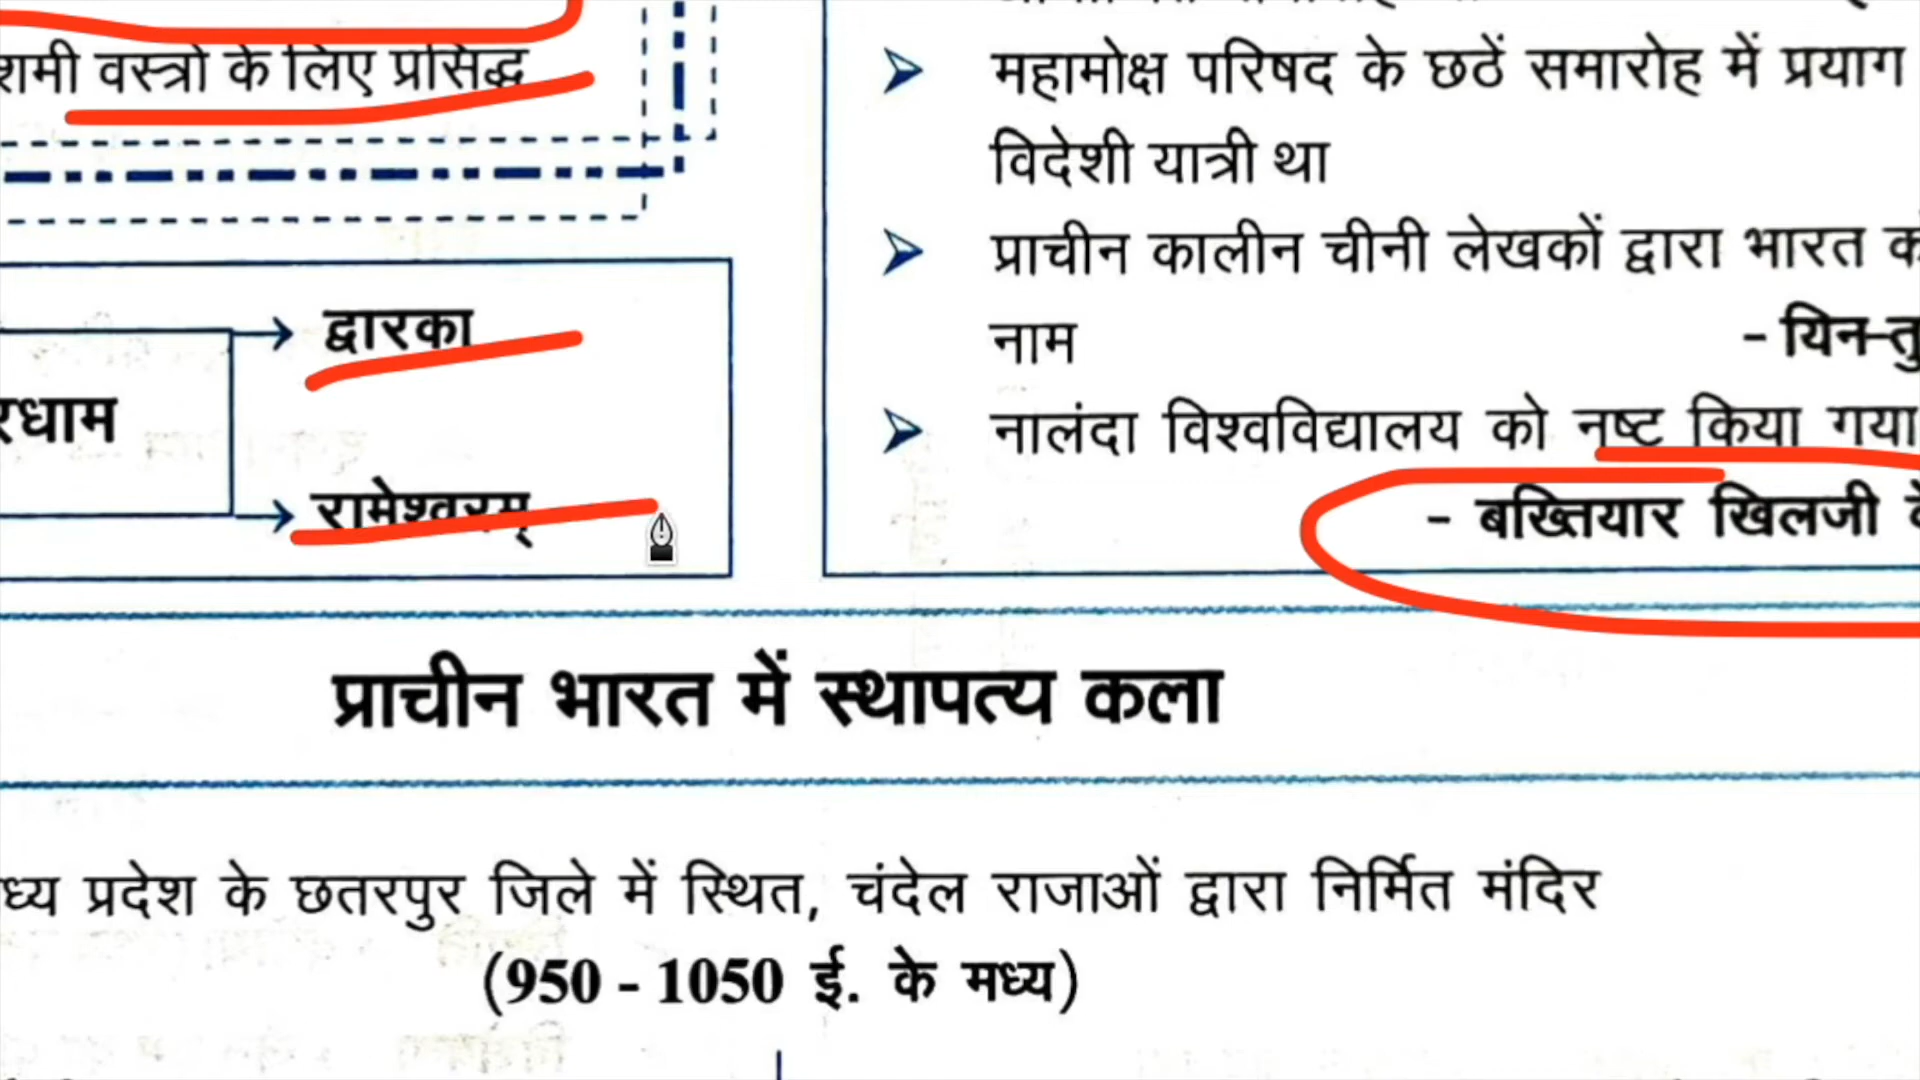 वस्त्रों के लिए प्रसिद्ध
द्वारका
रामेश्वरम्
महामोक्ष परिषद के छठें समारोह में प्रयाग
विदेशी यात्री था
प्राचीन कालीन चीनी लेखकों द्वारा भारत
नाम
- यिन-तु
नालंदा विश्वविद्यालय को नष्ट किया गया
- बख्तियार खिलजी
प्राचीन भारत में स्थापत्य कला
प्रदेश के छतरपुर जिले में स्थित, चंदेल राजाओं द्वारा निर्मित मंदिर
(950 - 1050 ई. के मध्य)